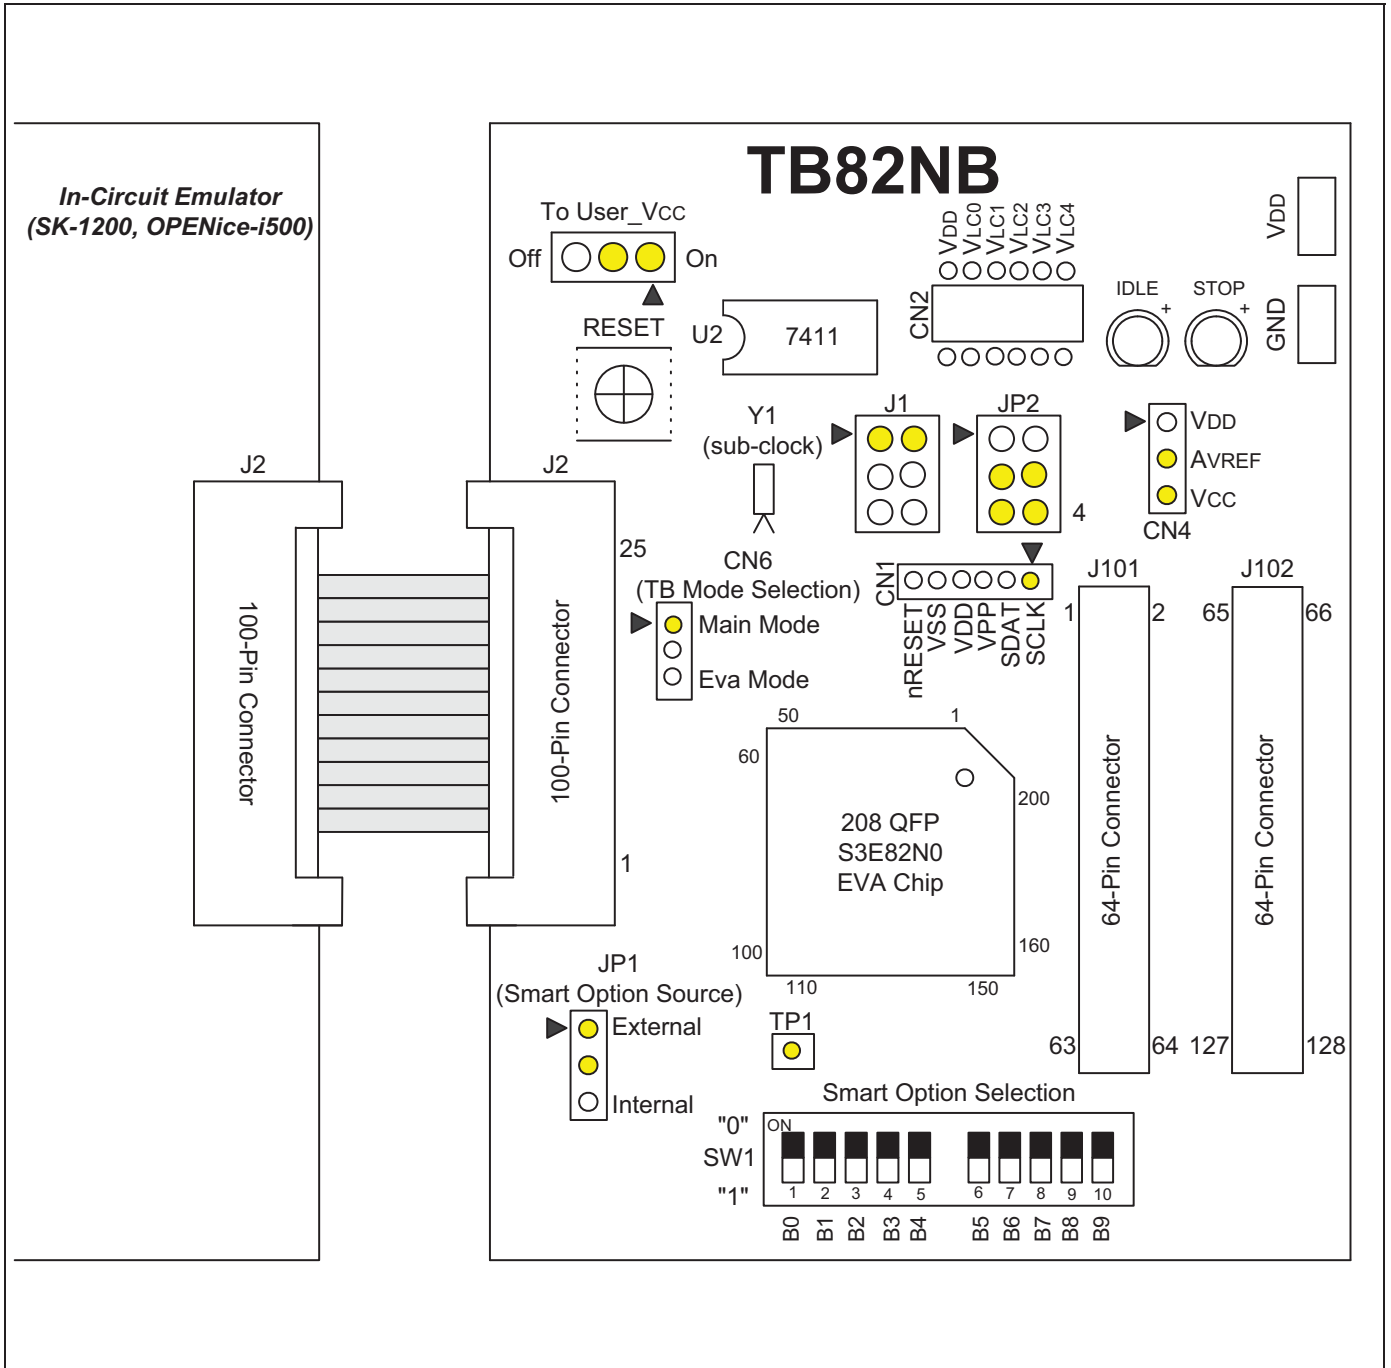 TB82NB
In-Circuit Emulator
(SK-1200, OPENice-i500)
To User_VCC
Off
On
RESET
U2
7411
VDD
VLC0
VLC1
VLC2
VLC3
VLC4
CN2
IDLE
+
STOP
+
VDD
GND
Y1
(sub-clock)
J1
JP2
4
VDD
AVREF
VCC
CN4
J2
100-Pin Connector
J2
100-Pin Connector
25
1
CN6
(TB Mode Selection)
Main Mode
Eva Mode
CN1
nRESET
VSS
VDD
VPP
SDAT
SCLK
J101
1
2
64-Pin Connector
63
64
J102
65
66
64-Pin Connector
127
128
50
1
60
200
208 QFP
S3E82N0
EVA Chip
100
160
110
150
JP1
(Smart Option Source)
External
Internal
TP1
Smart Option Selection
"0"
ON
SW1
"1"
1 2 3 4 5 6 7 8 9 10
B0 B1 B2 B3 B4 B5 B6 B7 B8 B9